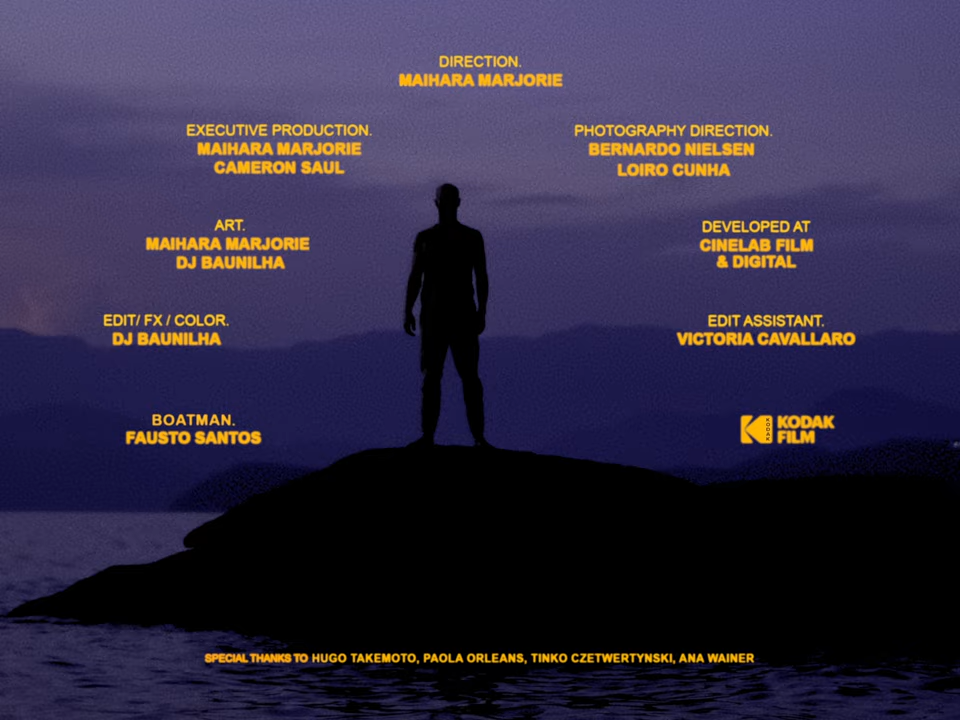 DIRECTION.
MAIHARA MARJORIE
EXECUTIVE PRODUCTION.
MAIHARA MARJORIE
CAMERON SAUL
PHOTOGRAPHY DIRECTION.
BERNARDO NIELSEN
LOIRO CUNHA
ART.
MAIHARA MARJORIE
DJ BAUNILHA
DEVELOPED AT
CINELAB FILM
& DIGITAL
EDIT/ FX / COLOR.
DJ BAUNILHA
EDIT ASSISTANT.
VICTORIA CAVALLARO
BOATMAN.
FAUSTO SANTOS
KODAK
FILM
SPECIAL THANKS TO HUGO TAKEMOTO, PAOLA ORLEANS, TINKO CZETWERTYNSKI, ANA WAINER